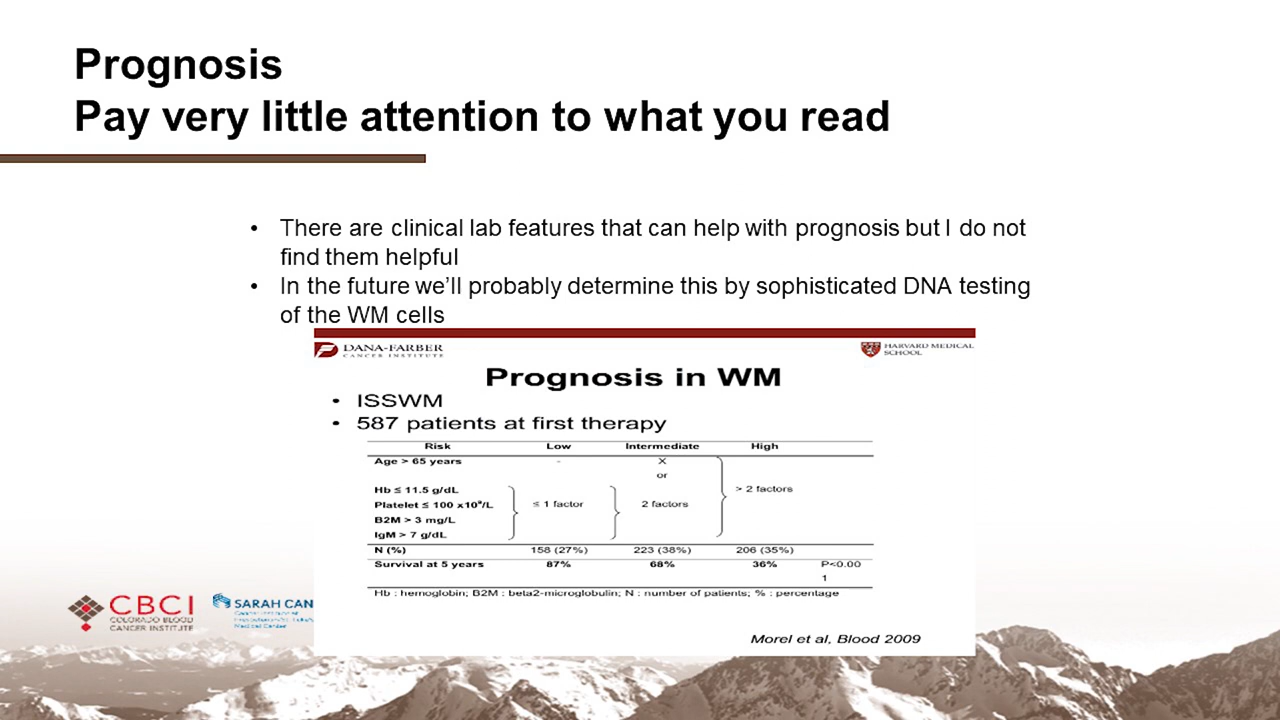 Prognosis
Pay very little attention to what you read
• There are clinical lab features that can help with prognosis but I do not
find them helpful
• In the future we'll probably determine this by sophisticated DNA testing
of the WM cells
DANA-FARBER
CANCER INSTITUTE
HARVARD MEDICAL
SCHOOL
Prognosis in WM
• ISSWM
• 587 patients at first therapy
Risk Low Intermediate High
Age > 65 years - X
or
Hb ≤ 11.5 g/dL > 2 factors
Platelet ≤ 100 x10⁹/L ≤ 1 factor 2 factors
B2M > 3 mg/L
IgM > 7 g/dL
N (%) 158 (27%) 223 (38%) 206 (35%)
Survival at 5 years 87% 68% 36% P<0.00
1
Hb : hemoglobin; B2M : beta2-microglobulin; N : number of patients; % : percentage
Morel et al, Blood 2009
CBCI
COLORADO BLOOD
CANCER INSTITUTE
SARAH CAN
Medical Center